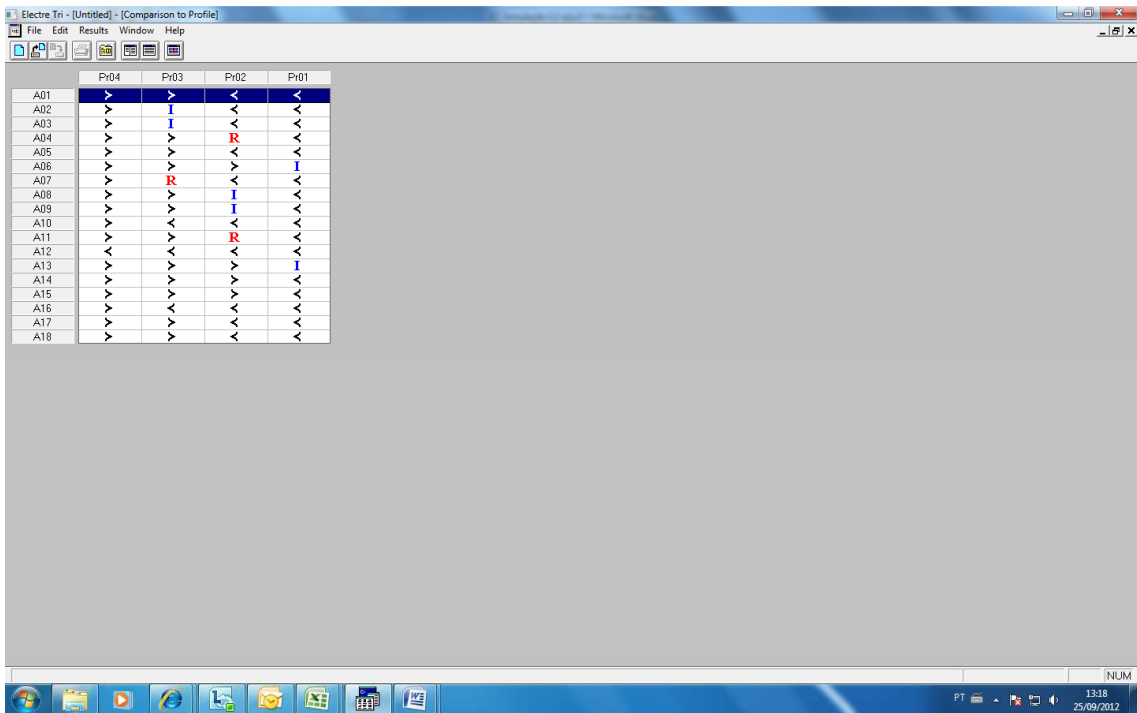 Electre Tri - [Untitled] - [Comparison to Profile]
File Edit Results Window Help
Pr04 Pr03 Pr02 Pr01
A01 > > < <
A02 > I < <
A03 > I < <
A04 > > R <
A05 > > < <
A06 > > > I
A07 > R < <
A08 > > I <
A09 > > I <
A10 > < < <
A11 > > R <
A12 < < < <
A13 > > > I
A14 > > > <
A15 > > > <
A16 > < < <
A17 > > < <
A18 > > < <
NUM
PT 13:18
25/09/2012